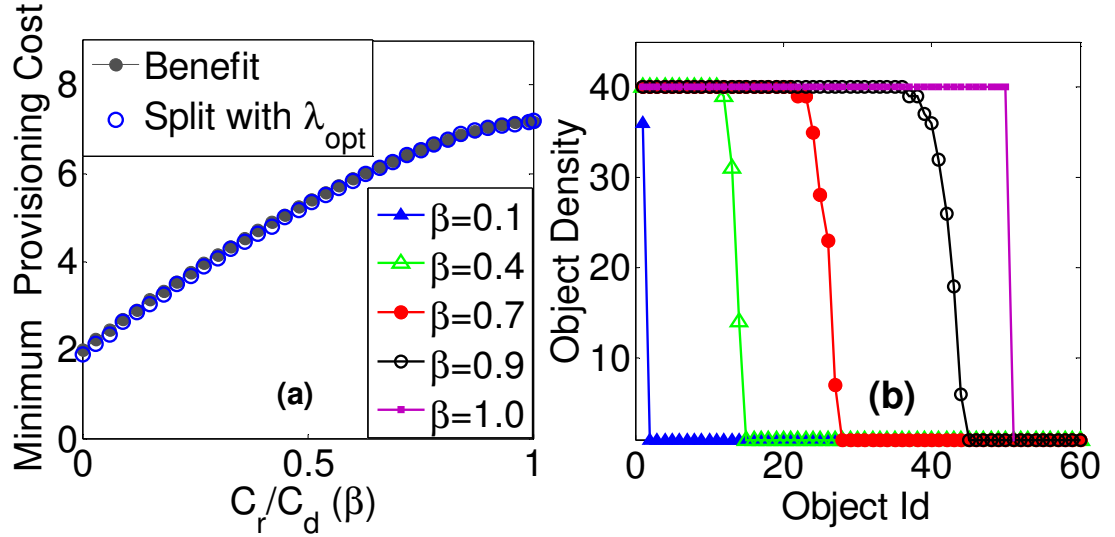 Minimum Provisioning Cost
8
6
4
2
0
Benefit
Split with λopt
β=0.1
β=0.4
β=0.7
β=0.9
β=1.0
(a)
0 0.5 1
Cr/Cd (β)
Object Density
40
30
20
10
(b)
0 20 40 60
Object Id